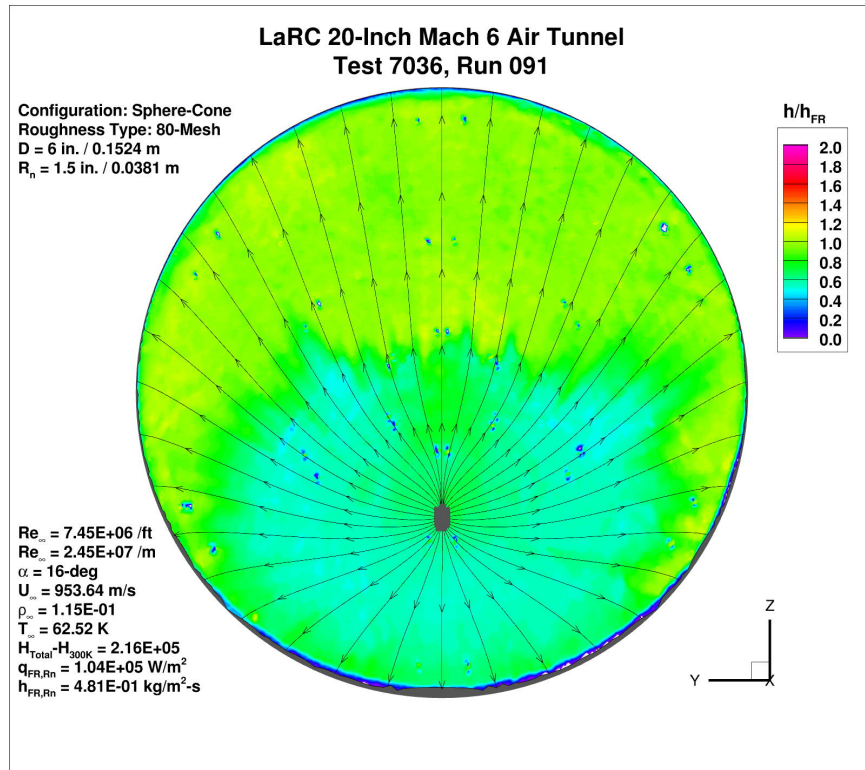 LaRC 20-Inch Mach 6 Air Tunnel
Test 7036, Run 091
Configuration: Sphere-Cone
Roughness Type: 80-Mesh
D = 6 in. / 0.1524 m
Rₙ = 1.5 in. / 0.0381 m
h/h_FR
2.0
1.8
1.6
1.4
1.2
1.0
0.8
0.6
0.4
0.2
0.0
Re_∞ = 7.45E+06 /ft
Re_∞ = 2.45E+07 /m
α = 16-deg
U_∞ = 953.64 m/s
ρ_∞ = 1.15E-01
T_∞ = 62.52 K
H_Total-H_300K = 2.16E+05
q_FR,Rn = 1.04E+05 W/m²
h_FR,Rn = 4.81E-01 kg/m²-s
Z
Y
X